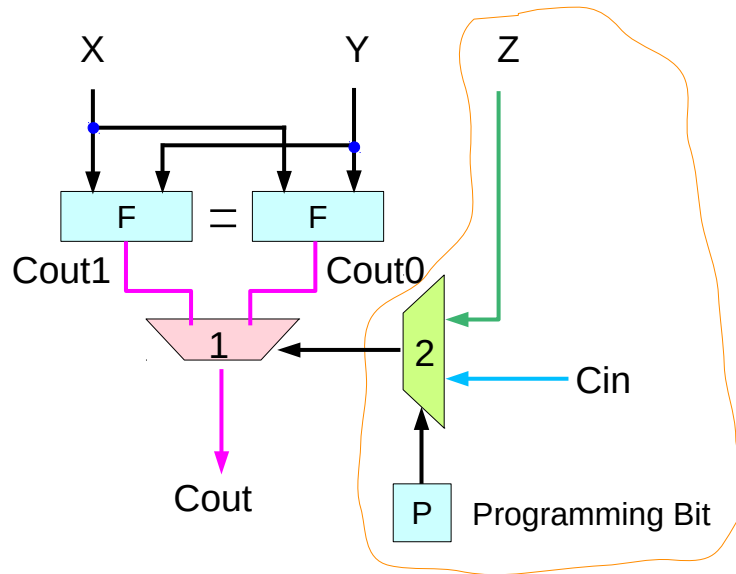 X
Y
Z
F
=
F
Cout1
Cout0
1
2
Cin
Cout
P
Programming Bit